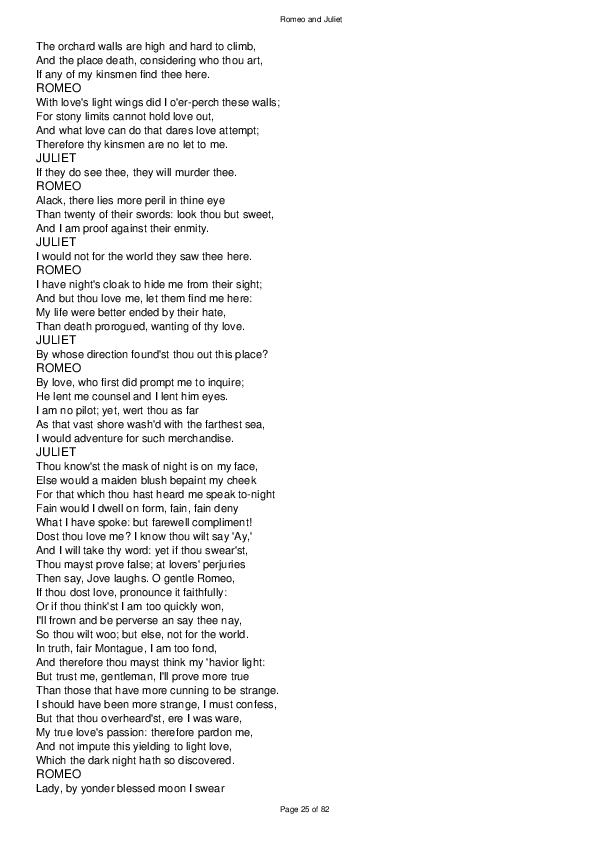 Romeo and Juliet
The orchard walls are high and hard to climb,
And the place death, considering who thou art,
If any of my kinsmen find thee here.
ROMEO
With love's light wings did I o'er-perch these walls;
For stony limits cannot hold love out,
And what love can do that dares love attempt;
Therefore thy kinsmen are no let to me.
JULIET
If they do see thee, they will murder thee.
ROMEO
Alack, there lies more peril in thine eye
Than twenty of their swords: look thou but sweet,
And I am proof against their enmity.
JULIET
I would not for the world they saw thee here.
ROMEO
I have night's cloak to hide me from their sight;
And but thou love me, let them find me here:
My life were better ended by their hate,
Than death prorogued, wanting of thy love.
JULIET
By whose direction found'st thou out this place?
ROMEO
By love, who first did prompt me to inquire;
He lent me counsel and I lent him eyes.
I am no pilot; yet, wert thou as far
As that vast shore wash'd with the farthest sea,
I would adventure for such merchandise.
JULIET
Thou know'st the mask of night is on my face,
Else would a maiden blush bepaint my cheek
For that which thou hast heard me speak to-night
Fain would I dwell on form, fain, fain deny
What I have spoke: but farewell compliment!
Dost thou love me? I know thou wilt say 'Ay,'
And I will take thy word: yet if thou swear'st,
Thou mayst prove false; at lovers' perjuries
Then say, Jove laughs. O gentle Romeo,
If thou dost love, pronounce it faithfully:
Or if thou think'st I am too quickly won,
I'll frown and be perverse an say thee nay,
So thou wilt woo; but else, not for the world.
In truth, fair Montague, I am too fond,
And therefore thou mayst think my 'havior light:
But trust me, gentleman, I'll prove more true
Than those that have more cunning to be strange.
I should have been more strange, I must confess,
But that thou overheard'st, ere I was ware,
My true love's passion: therefore pardon me,
And not impute this yielding to light love,
Which the dark night hath so discovered.
ROMEO
Lady, by yonder blessed moon I swear
Page 25 of 82